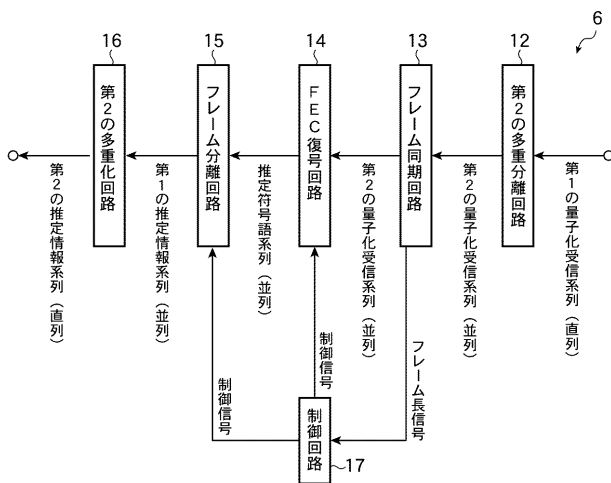 6
16
15
14
13
12
第２の多重化回路
フレーム分離回路
ＦＥＣ復号回路
フレーム同期回路
第２の多重分離回路
第２の推定情報系列（直列）
第１の推定情報系列（並列）
推定符号語系列（並列）
第２の量子化受信系列（並列）
第２の量子化受信系列（並列）
第１の量子化受信系列（直列）
制御信号
制御信号
フレーム長信号
制御回路
17